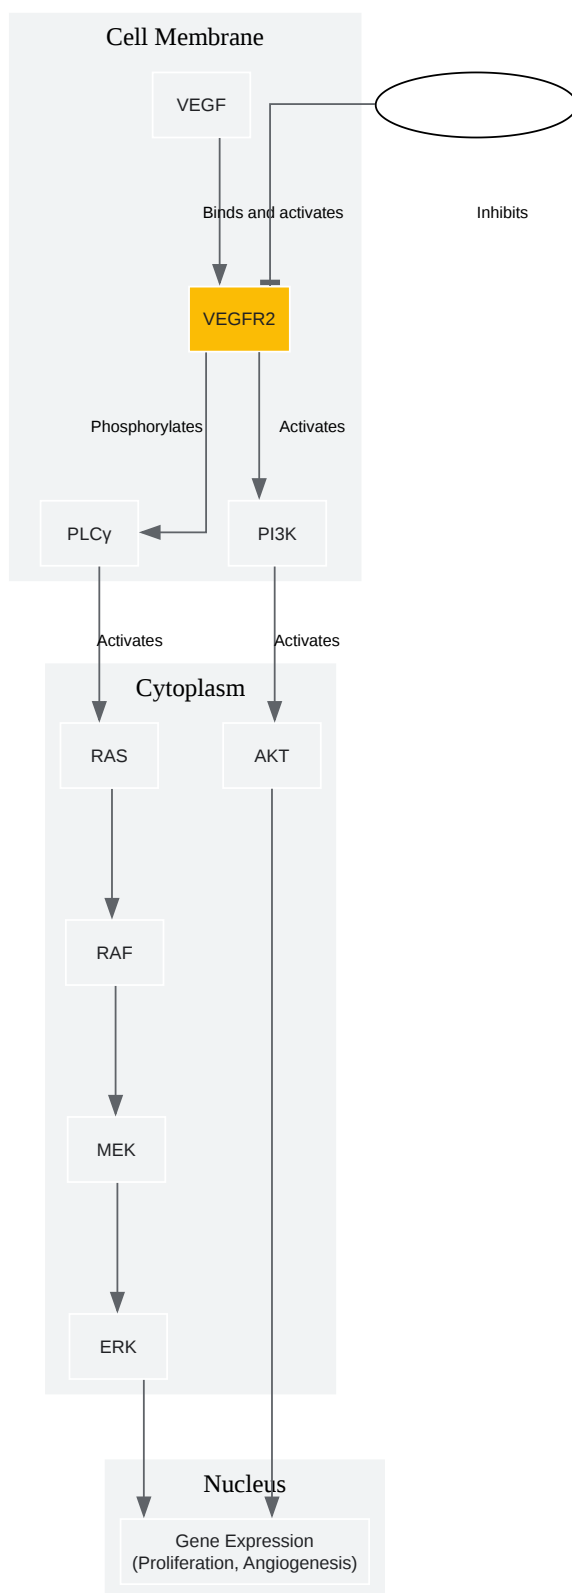 Cell Membrane
VEGF
Binds and activates
Inhibits
VEGFR2
Phosphorylates
Activates
PLCγ
PI3K
Activates
Activates
Cytoplasm
RAS
AKT
RAF
MEK
ERK
Nucleus
Gene Expression
(Proliferation, Angiogenesis)